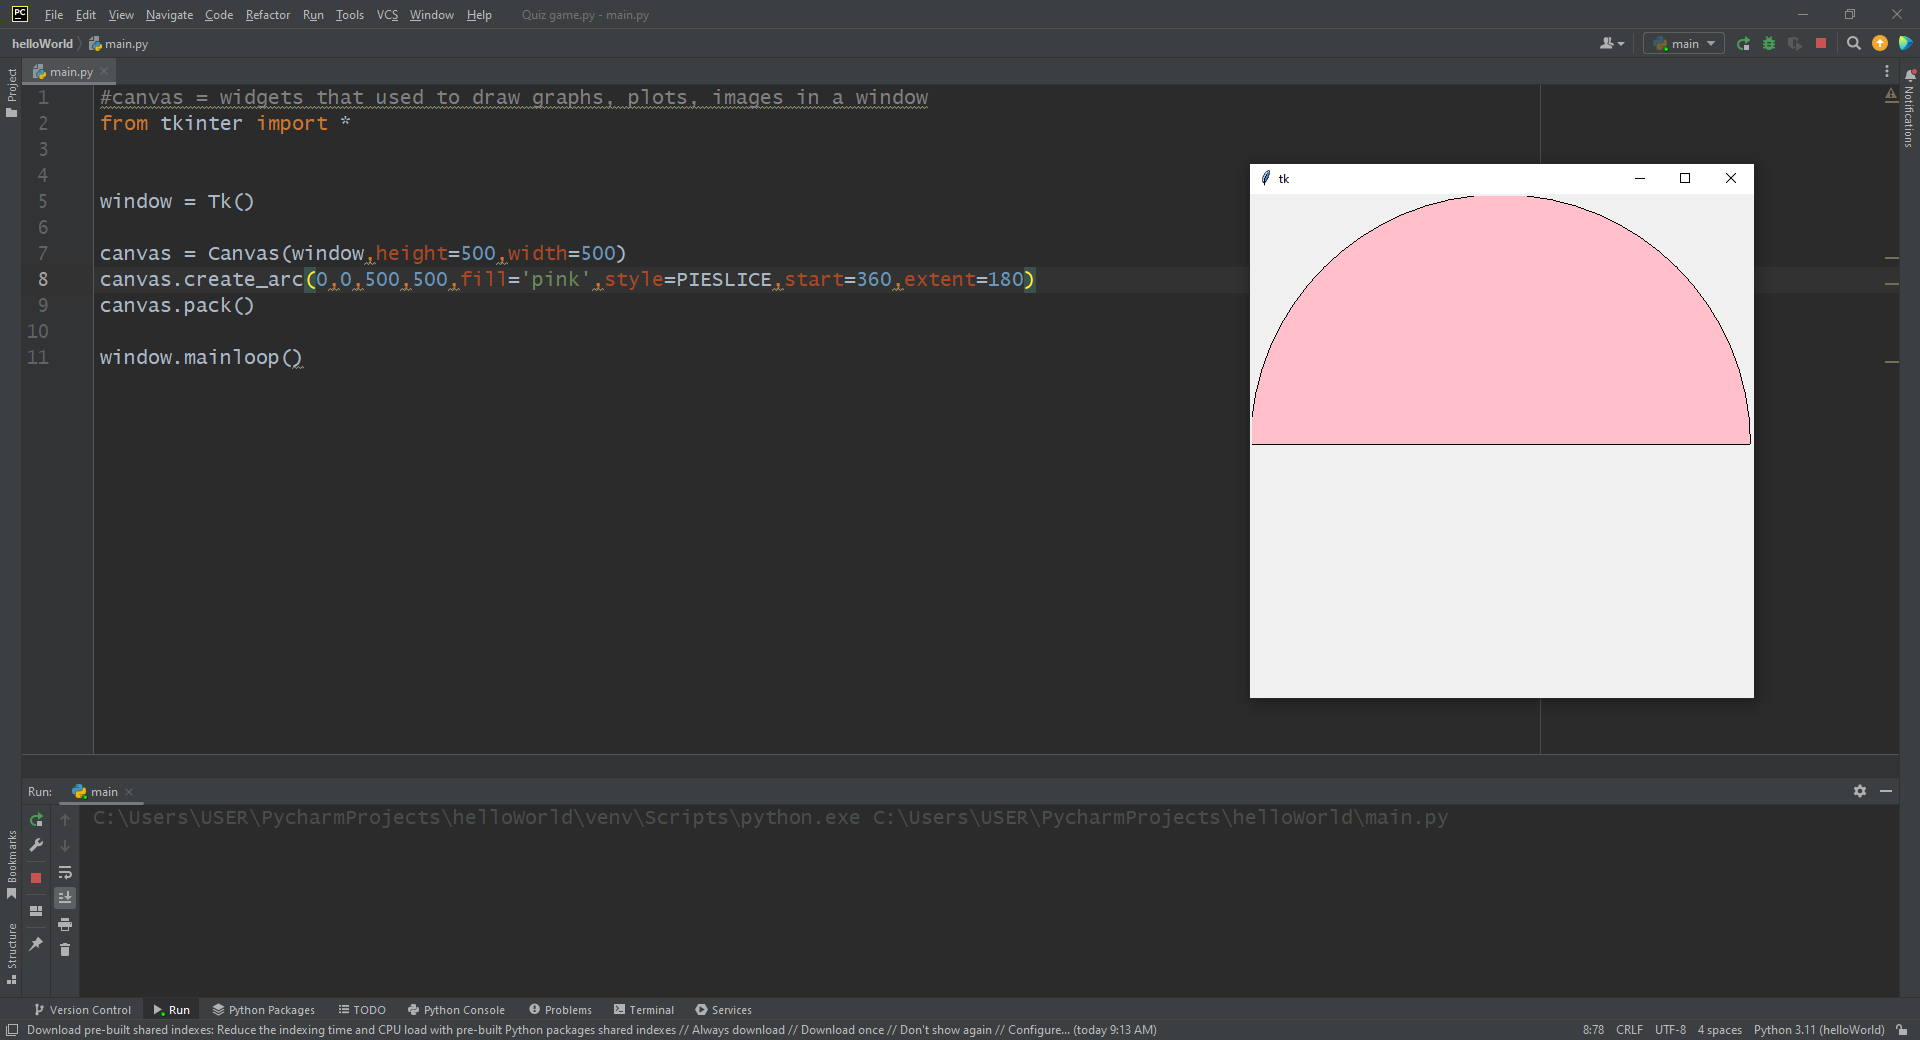 PC File Edit View Navigate Code Refactor Run Tools VCS Window Help Quiz game.py - main.py
helloWorld main.py main
main.py
Project
Notifications
1 #canvas = widgets that used to draw graphs, plots, images in a window
2 from tkinter import *
3
4
5 window = Tk()
6
7 canvas = Canvas(window,height=500,width=500)
8 canvas.create_arc(0,0,500,500,fill='pink',style=PIESLICE,start=360,extent=180)
9 canvas.pack()
10
11 window.mainloop()
tk
Run: main
C:\Users\USER\PycharmProjects\helloWorld\venv\Scripts\python.exe C:\Users\USER\PycharmProjects\helloWorld\main.py
Bookmarks
Structure
Version Control Run Python Packages TODO Python Console Problems Terminal Services
Download pre-built shared indexes: Reduce the indexing time and CPU load with pre-built Python packages shared indexes // Always download // Download once // Don't show again // Configure... (today 9:13 AM) 8:78 CRLF UTF-8 4 spaces Python 3.11 (helloWorld)